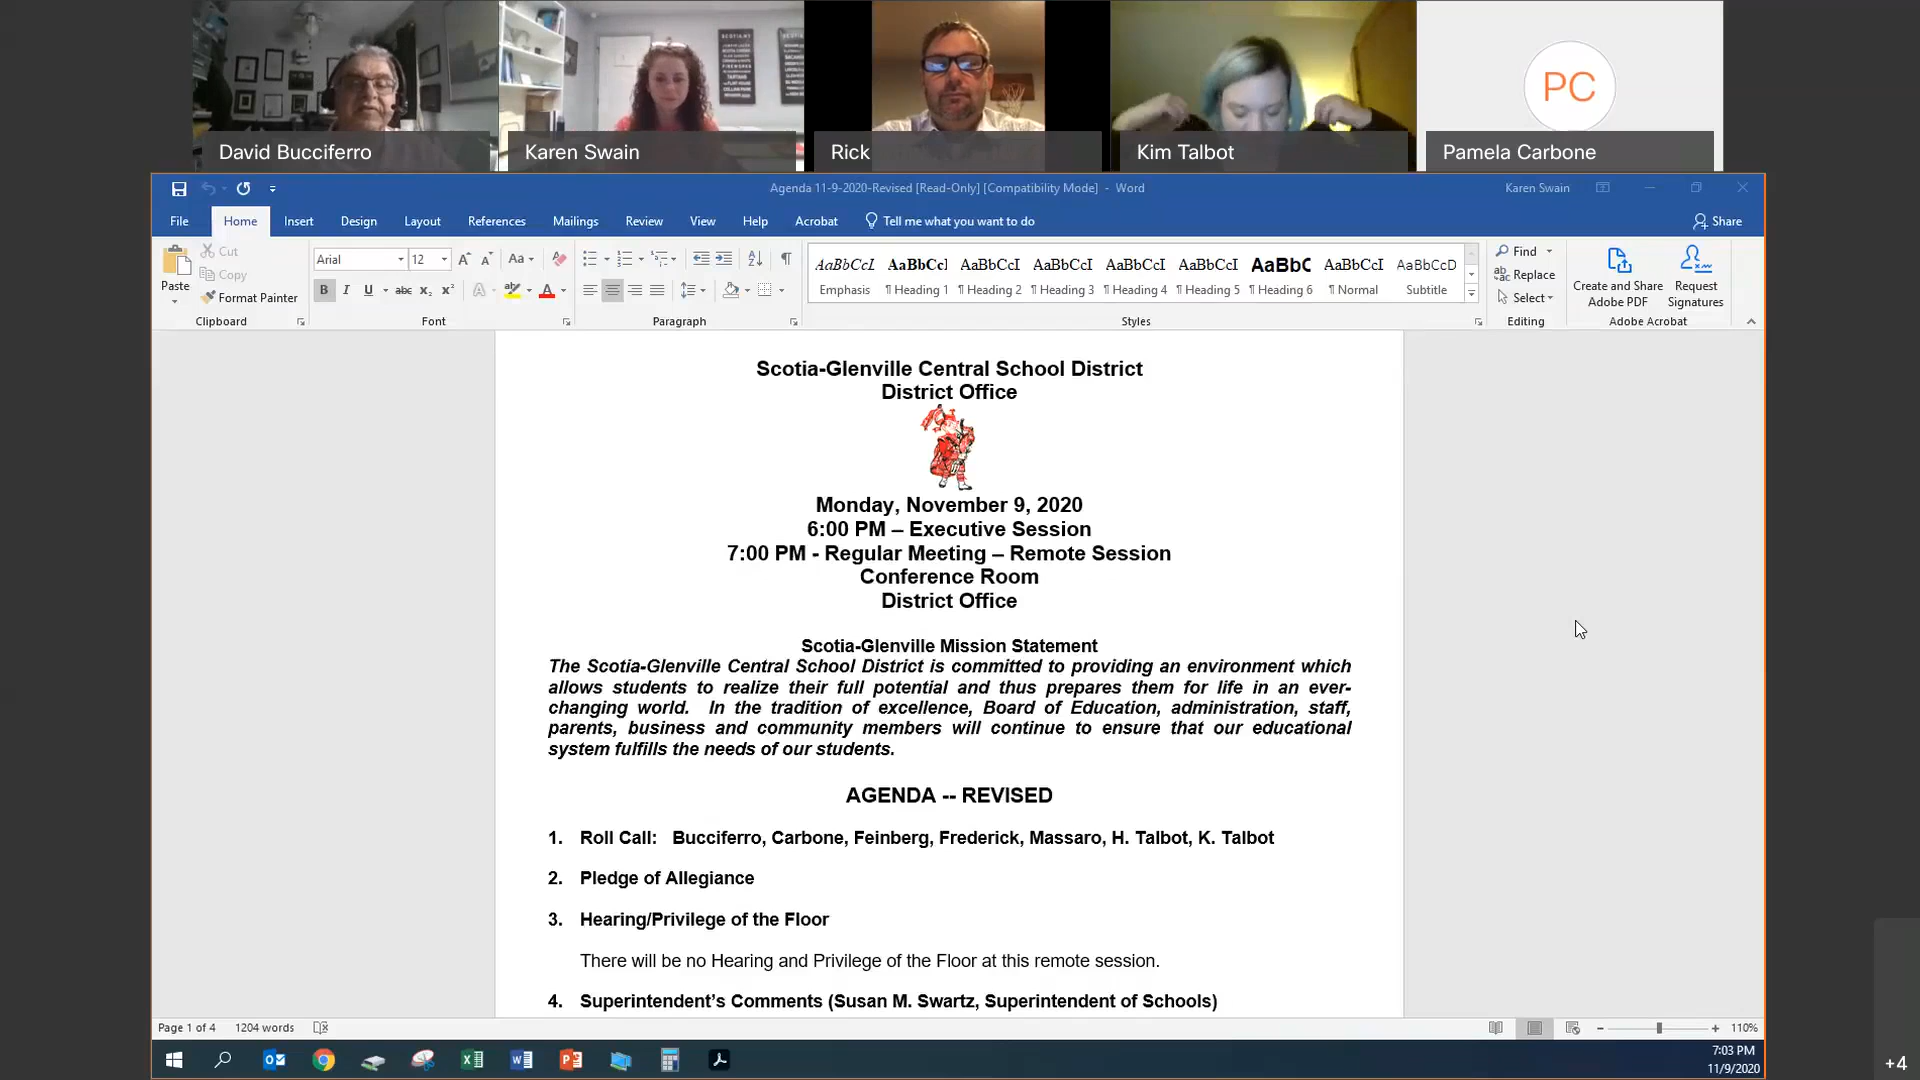 David Bucciferro
Karen Swain
Rick
Kim Talbot
PC
Pamela Carbone
Agenda 11-9-2020-Revised [Read-Only] [Compatibility Mode] - Word
Karen Swain
File Home Insert Design Layout References Mailings Review View Help Acrobat Tell me what you want to do Share
Paste
Cut
Copy
Format Painter
Clipboard
Arial 12
Font
Paragraph
AaBbCcI AaBbCcI AaBbCcI AaBbCcI AaBbCcI AaBbCcI AaBbC AaBbCcI AaBbCcD
Emphasis ¶ Heading 1 ¶ Heading 2 ¶ Heading 3 ¶ Heading 4 ¶ Heading 5 ¶ Heading 6 ¶ Normal Subtitle
Styles
Find
Replace
Select
Editing
Create and Share
Adobe PDF
Request
Signatures
Adobe Acrobat
Scotia-Glenville Central School District
District Office
Monday, November 9, 2020
6:00 PM – Executive Session
7:00 PM - Regular Meeting – Remote Session
Conference Room
District Office
Scotia-Glenville Mission Statement
The Scotia-Glenville Central School District is committed to providing an environment which
allows students to realize their full potential and thus prepares them for life in an ever-
changing world. In the tradition of excellence, Board of Education, administration, staff,
parents, business and community members will continue to ensure that our educational
system fulfills the needs of our students.
AGENDA -- REVISED
1. Roll Call: Bucciferro, Carbone, Feinberg, Frederick, Massaro, H. Talbot, K. Talbot
2. Pledge of Allegiance
3. Hearing/Privilege of the Floor
There will be no Hearing and Privilege of the Floor at this remote session.
4. Superintendent's Comments (Susan M. Swartz, Superintendent of Schools)
Page 1 of 4 1204 words
110%
7:03 PM
11/9/2020
+4